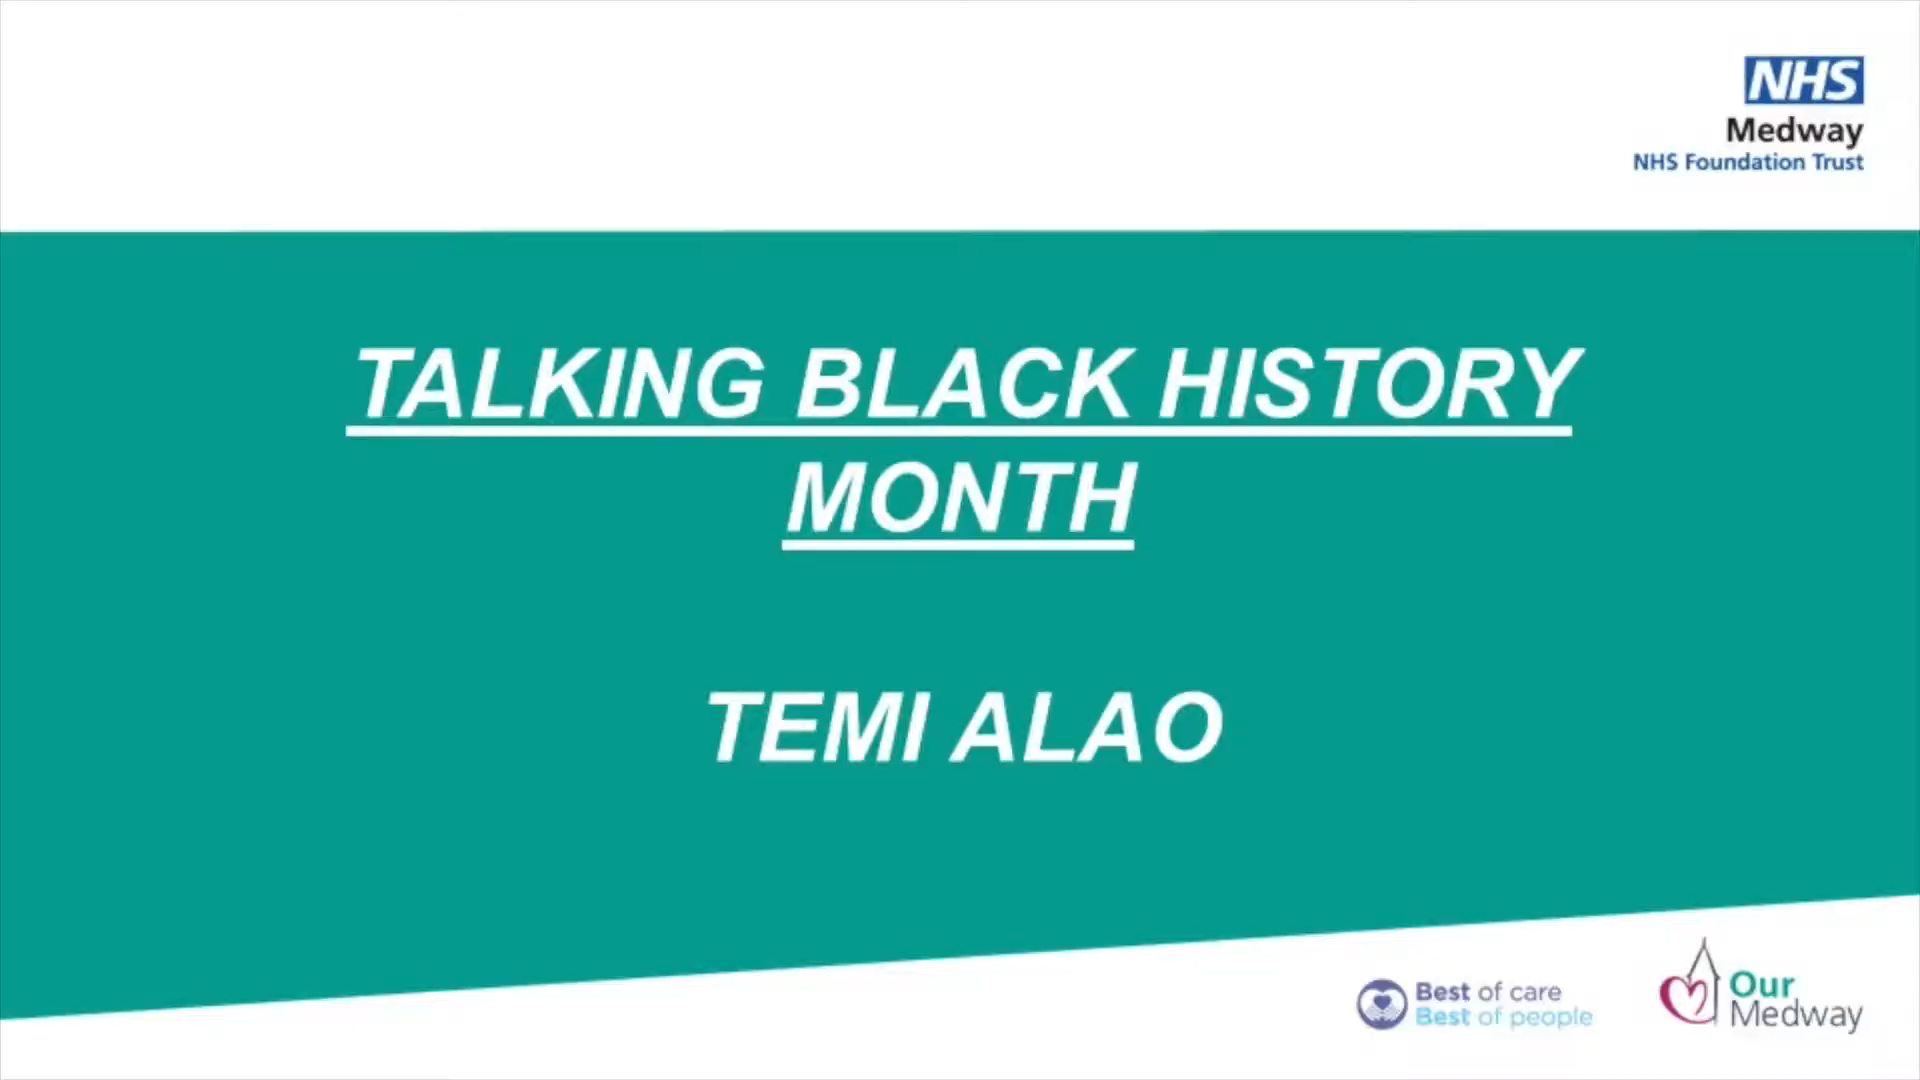 NHS
Medway
NHS Foundation Trust
TALKING BLACK HISTORY
MONTH
TEMI ALAO
Best of care
Best of people
Our
Medway